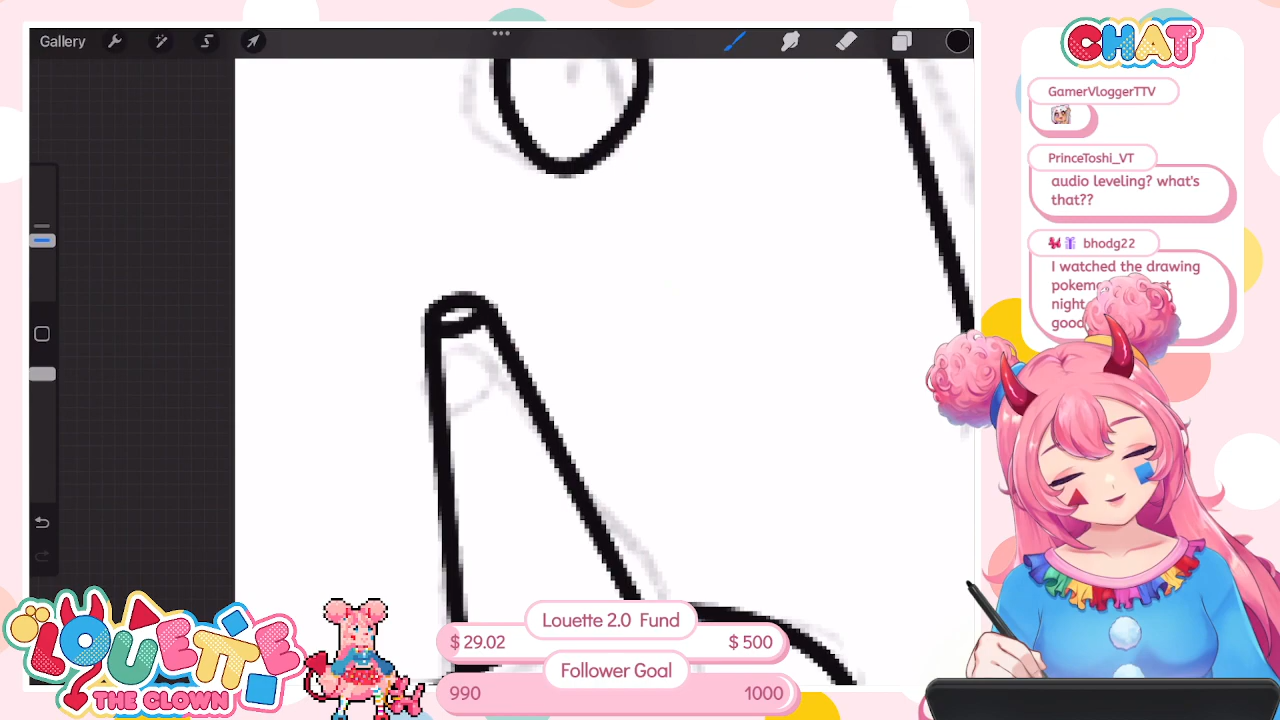 Gallery
CHAT
GamerVloggerTTV
PrinceToshi_VT
audio leveling? what's
that??
bhodg22
I watched the drawing
night
good
Louette 2.0 Fund
$ 29.02
$ 500
Follower Goal
990
1000
LOUETTE
THE CLOWN